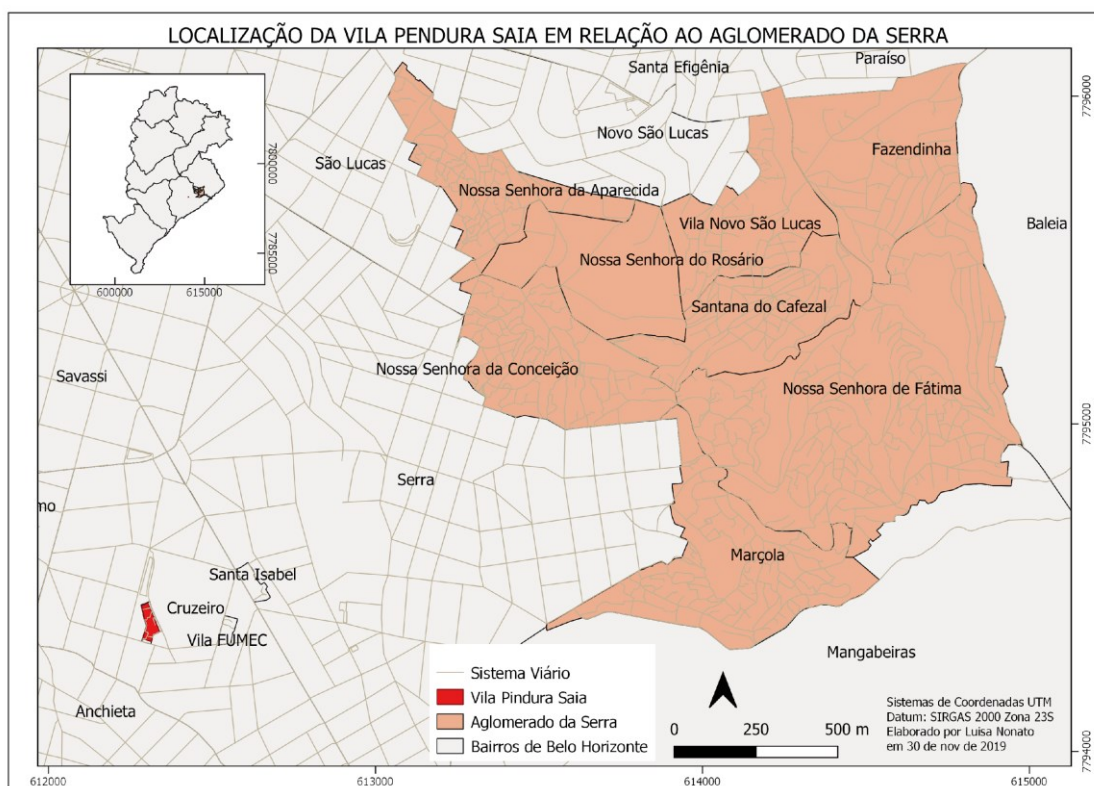 LOCALIZAÇÃO DA VILA PENDURA SAIA EM RELAÇÃO AO AGLOMERADO DA SERRA
Santa Efigênia
Paraíso
7796000
Novo São Lucas
Fazendinha
São Lucas
7800000
Nossa Senhora da Aparecida
Vila Novo São Lucas
Baleia
7785000
Nossa Senhora do Rosário
600000
615000
Santana do Cafezal
Nossa Senhora da Conceição
Savassi
Nossa Senhora de Fátima
7795000
Serra
mo
Marçola
Santa Isabel
Cruzeiro
Vila FUMEC
Mangabeiras
Anchieta
Sistema Viário
Vila Pindura Saia
Aglomerado da Serra
Bairros de Belo Horizonte
0 250 500 m
Sistemas de Coordenadas UTM
Datum: SIRGAS 2000 Zona 23S
Elaborado por Luisa Nonato
em 30 de nov de 2019
7794000
612000
613000
614000
615000